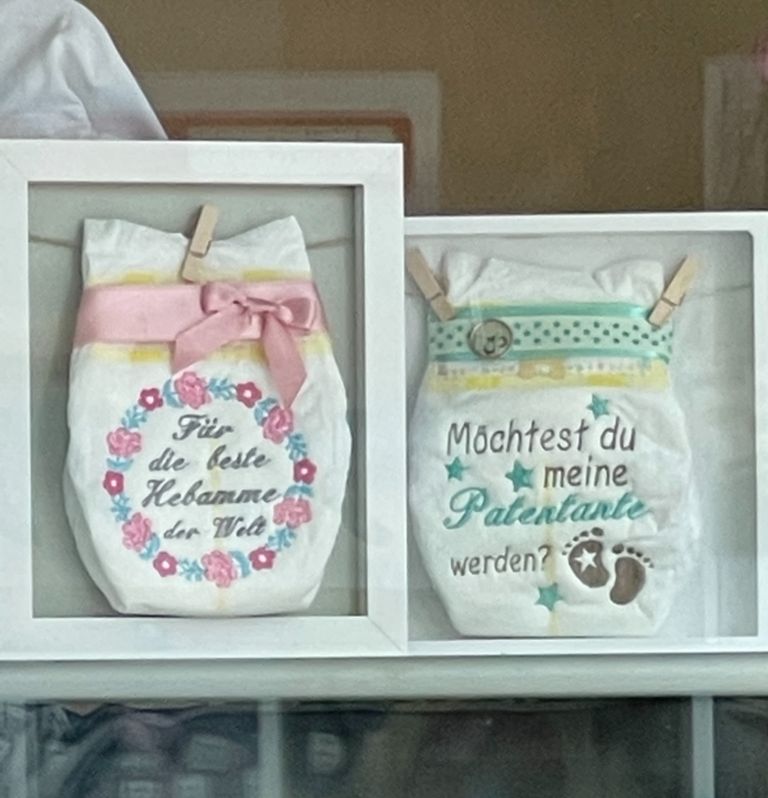 Für
die beste
Hebamme
der Welt
Möchtest du
meine
Patentante
werden?